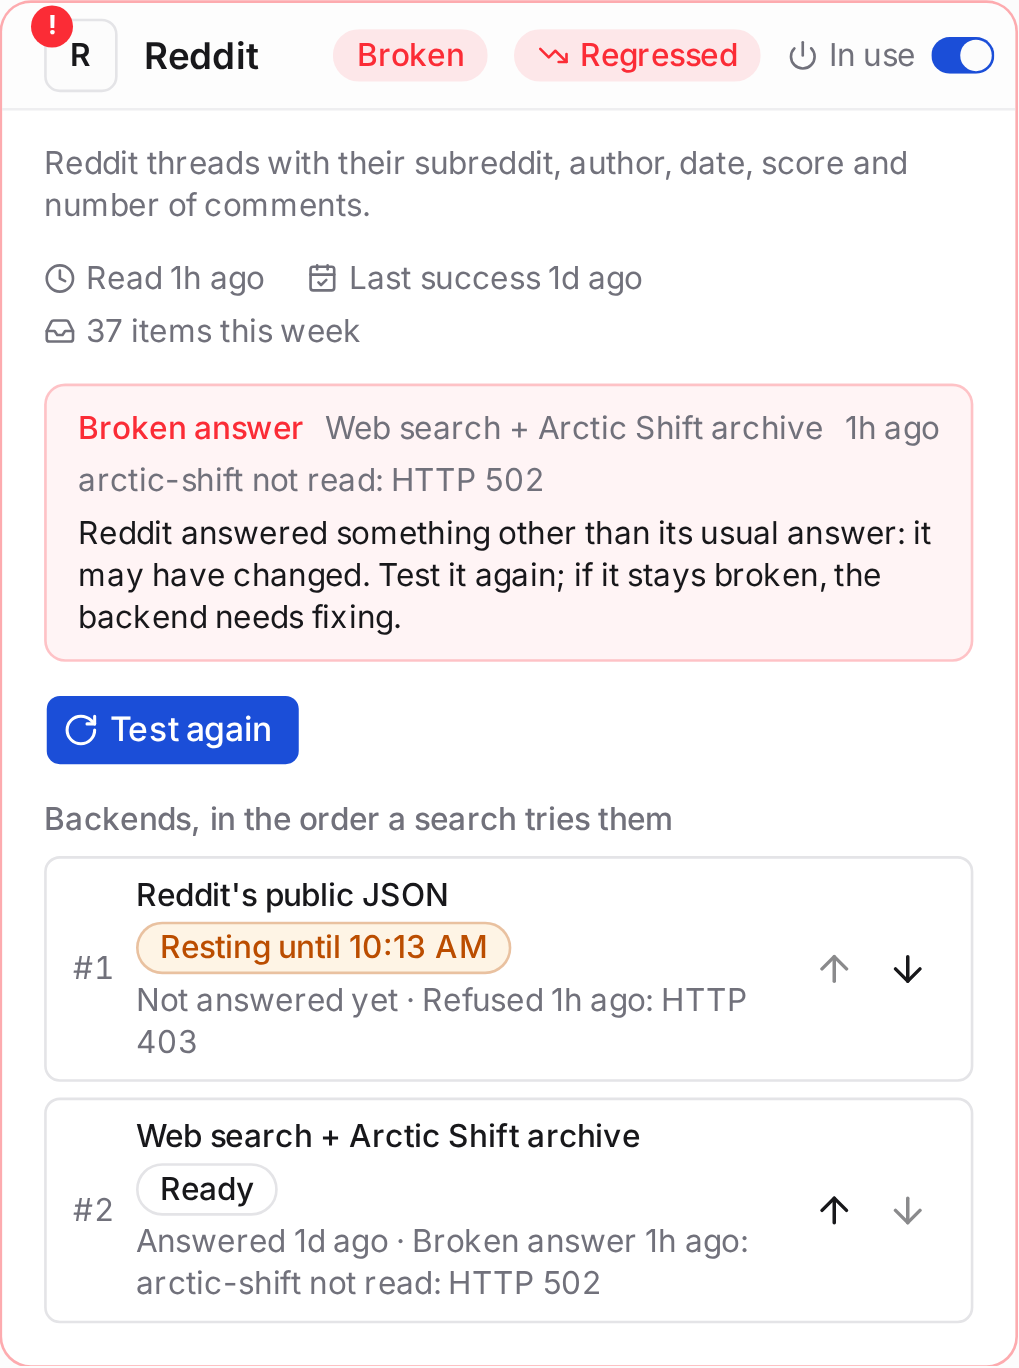 !
R
Reddit
Broken
Regressed
In use
Reddit threads with their subreddit, author, date, score and
number of comments.
Read 1h ago
Last success 1d ago
37 items this week
Broken answer Web search + Arctic Shift archive 1h ago
arctic-shift not read: HTTP 502
Reddit answered something other than its usual answer: it
may have changed. Test it again; if it stays broken, the
backend needs fixing.
Test again
Backends, in the order a search tries them
#1
Reddit's public JSON
Resting until 10:13 AM
Not answered yet · Refused 1h ago: HTTP
403
#2
Web search + Arctic Shift archive
Ready
Answered 1d ago · Broken answer 1h ago:
arctic-shift not read: HTTP 502